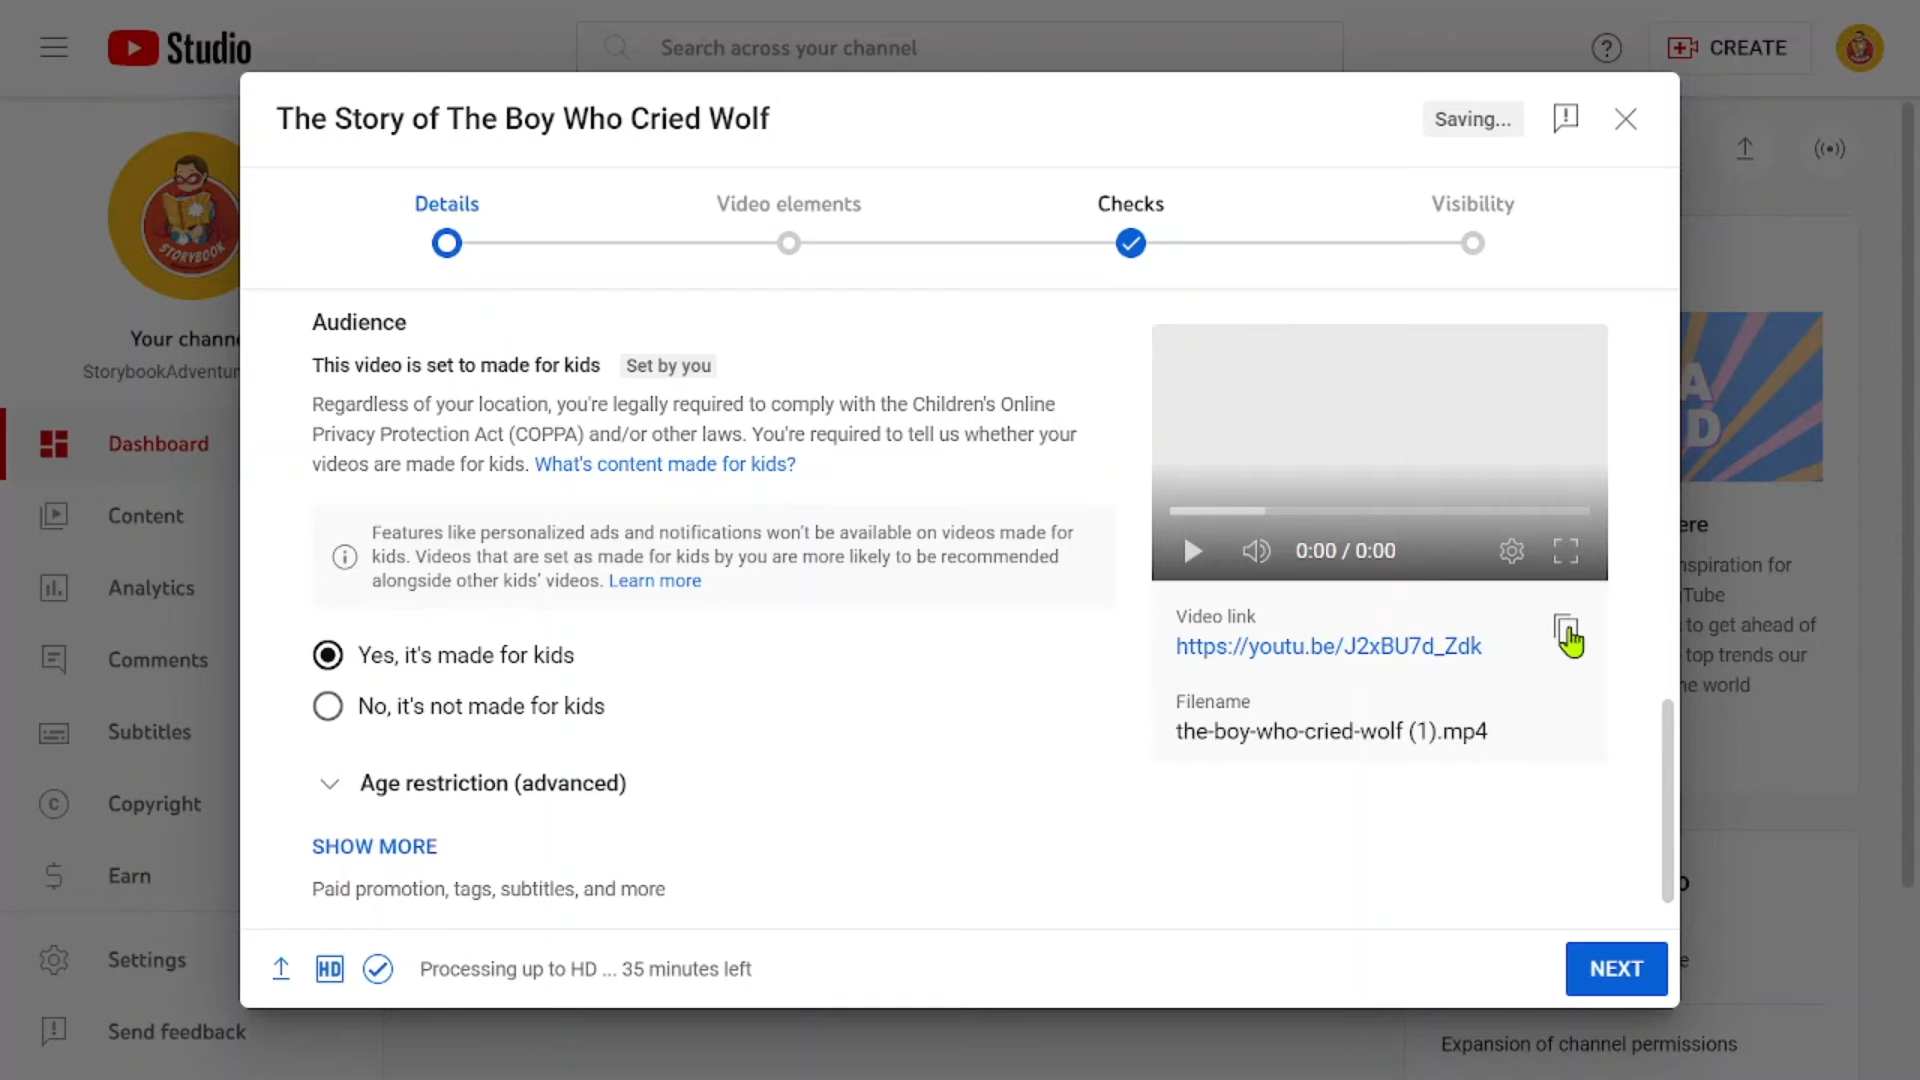 Studio
Search across your channel
CREATE
The Story of The Boy Who Cried Wolf
Saving...
Details
Video elements
Checks
Visibility
STORYBOOK
Your channe
StorybookAdventur
Dashboard
Content
Analytics
Comments
Subtitles
Copyright
Earn
Settings
Send feedback
Audience
This video is set to made for kids Set by you
Regardless of your location, you're legally required to comply with the Children's Online
Privacy Protection Act (COPPA) and/or other laws. You're required to tell us whether your
videos are made for kids. What's content made for kids?
Features like personalized ads and notifications won't be available on videos made for
kids. Videos that are set as made for kids by you are more likely to be recommended
alongside other kids' videos. Learn more
Yes, it's made for kids
No, it's not made for kids
Age restriction (advanced)
SHOW MORE
Paid promotion, tags, subtitles, and more
0:00 / 0:00
Video link
https://youtu.be/J2xBU7d_Zdk
Filename
the-boy-who-cried-wolf (1).mp4
HD
Processing up to HD ... 35 minutes left
NEXT
A
D
ere
nspiration for
Tube
to get ahead of
top trends our
he world
Expansion of channel permissions